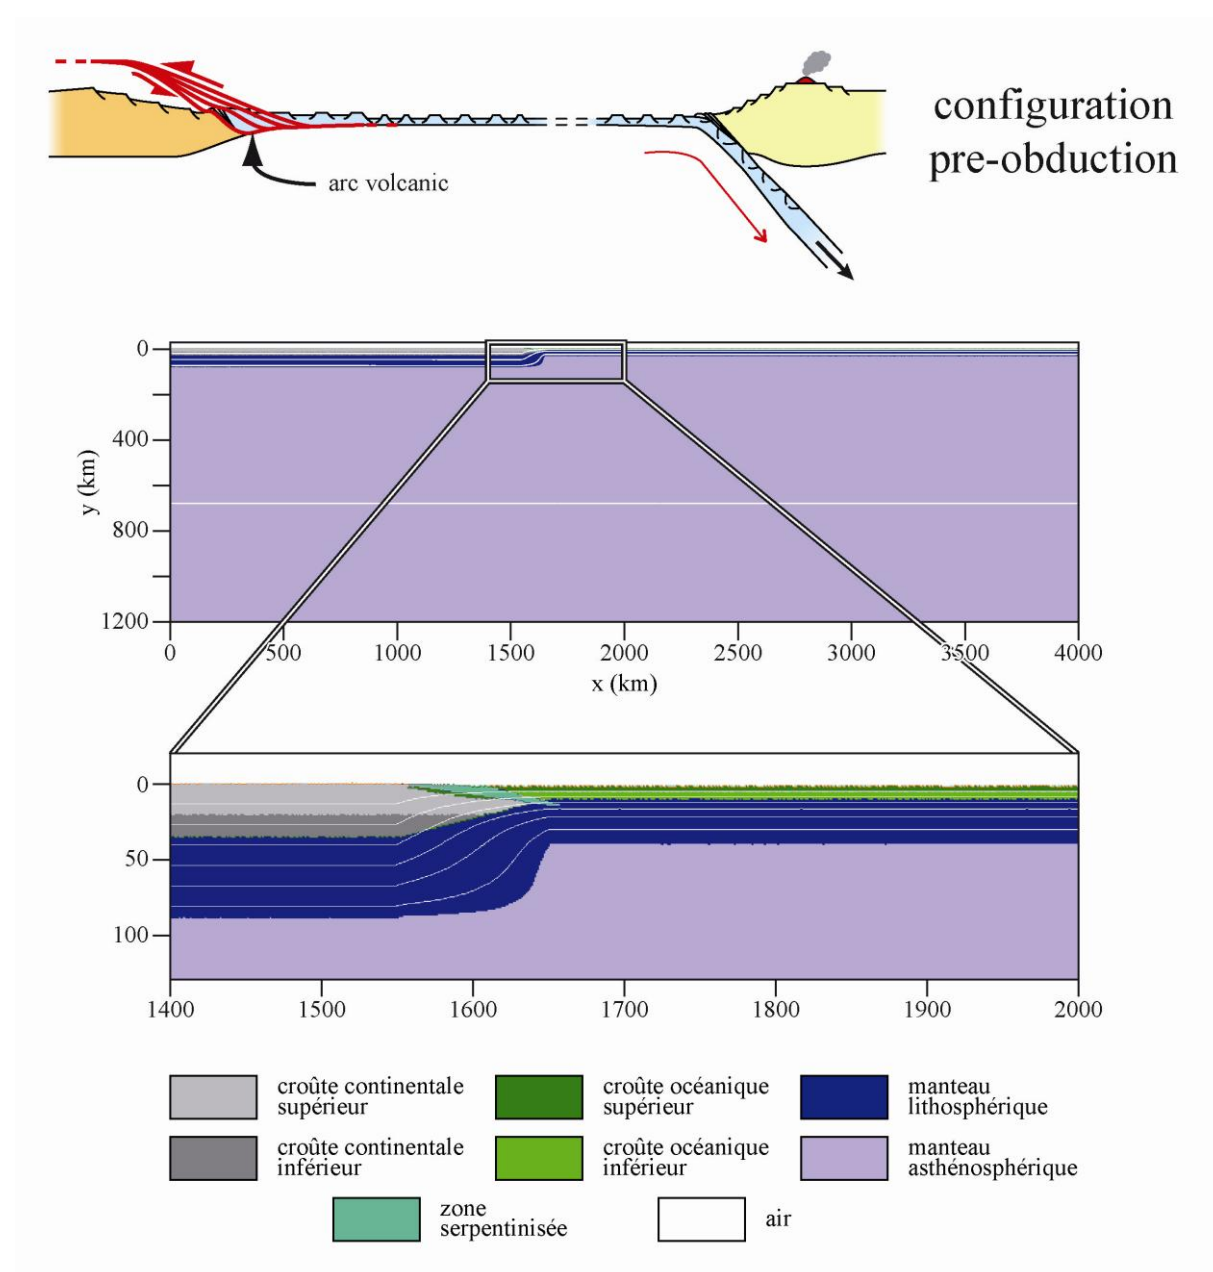 configuration
pre-obduction
arc volcanic
0
400
800
1200
y (km)
0 500 1000 1500 2000 2500 3000 3500 4000
x (km)
0
50
100
1400 1500 1600 1700 1800 1900 2000
croûte continentale
supérieur
croûte océanique
supérieur
manteau
lithosphérique
croûte continentale
inférieur
croûte océanique
inférieur
manteau
asthénosphérique
zone
serpentinisée
air